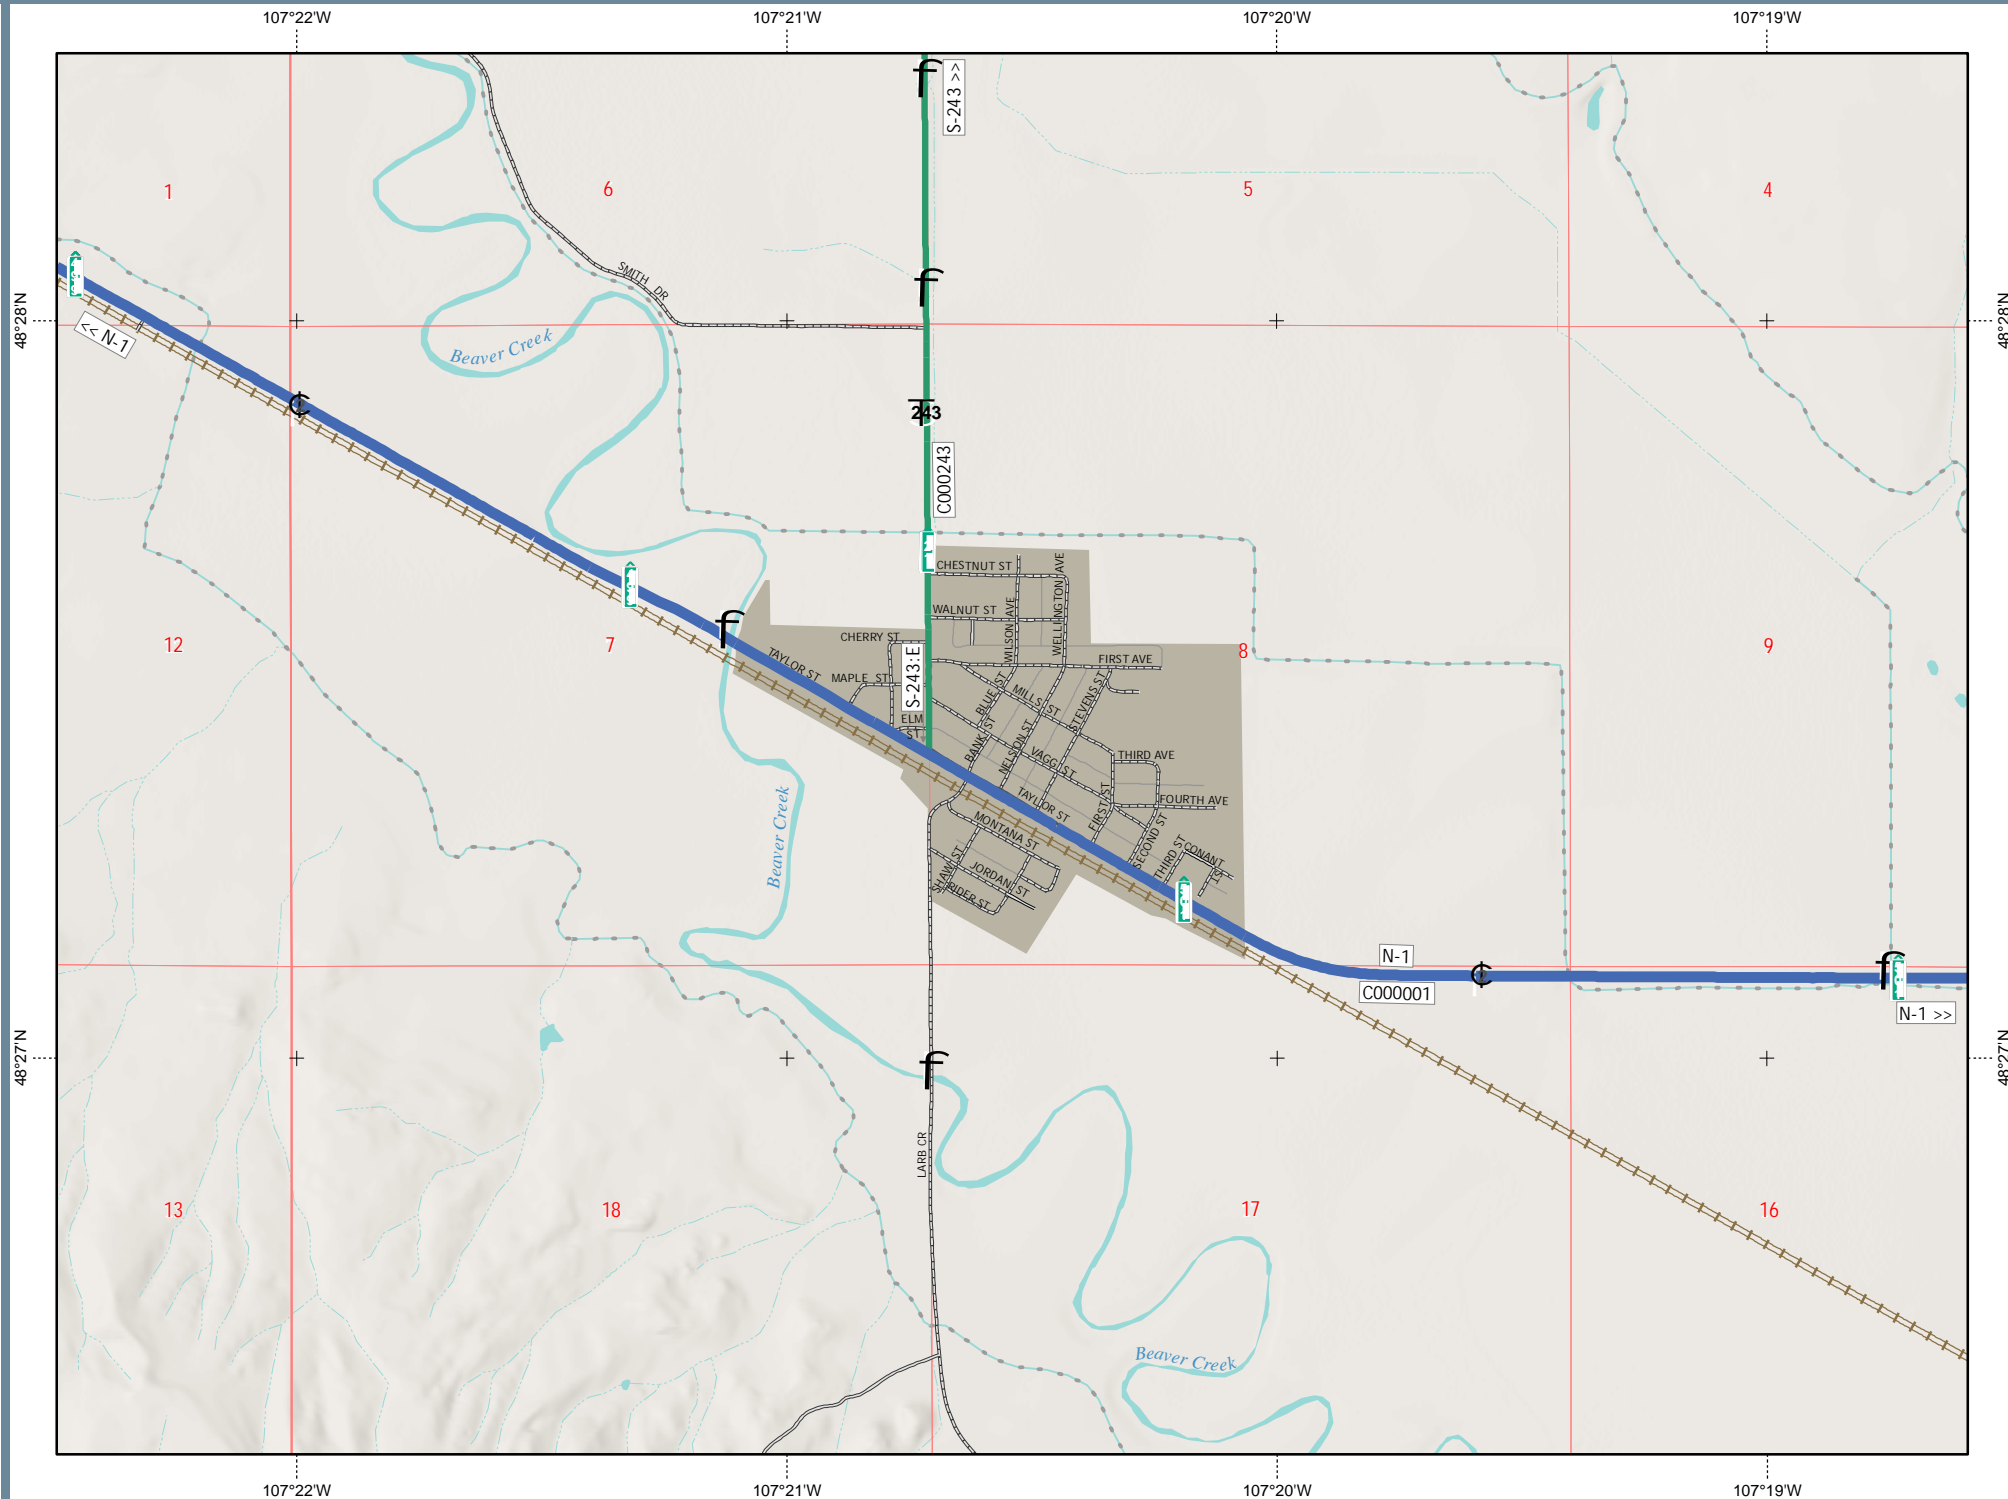 107°22'W
107°21'W
107°20'W
107°19'W
S-243 >>
1
6
5
4
SMITH DR
48°28'N
48°28'N
<< N-1
Beaver Creek
243
C000243
CHESTNUT ST
WELLINGTON AVE
WALNUT ST
WILSON AVE
CHERRY ST
12
7
8
9
TAYLOR ST
FIRST AVE
S-243:E
MAPLE ST
BLUE ST
MILLS ST
STEVENS ST
ELM
ST
BANK ST
NELSON ST
VAGG ST
THIRD AVE
TAYLOR ST
FIRST ST
FOURTH AVE
Beaver Creek
MONTANA ST
SECOND ST
THIRD ST
CONANT
ST
SHAW ST
JORDAN ST
RIDER ST
N-1
C000001
N-1 >>
48°27'N
48°27'N
LARB CR
13
18
17
16
Beaver Creek
107°22'W
107°21'W
107°20'W
107°19'W